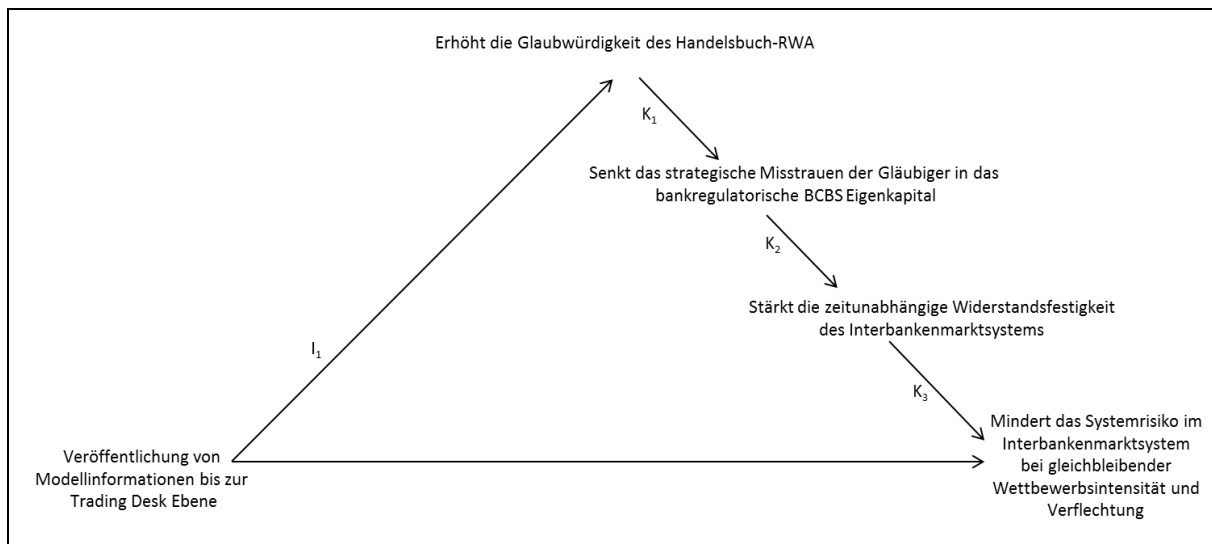 Erhöht die Glaubwürdigkeit des Handelsbuch-RWA
K₁
Senkt das strategische Misstrauen der Gläubiger in das
bankregulatorische BCBS Eigenkapital
K₂
Stärkt die zeitunabhängige Widerstandsfestigkeit
des Interbankenmarktsystems
I₁
K₃
Mindert das Systemrisiko im
Interbankenmarktsystem
bei gleichbleibender
Wettbewerbsintensität und
Verflechtung
Veröffentlichung von
Modellinformationen bis zur
Trading Desk Ebene